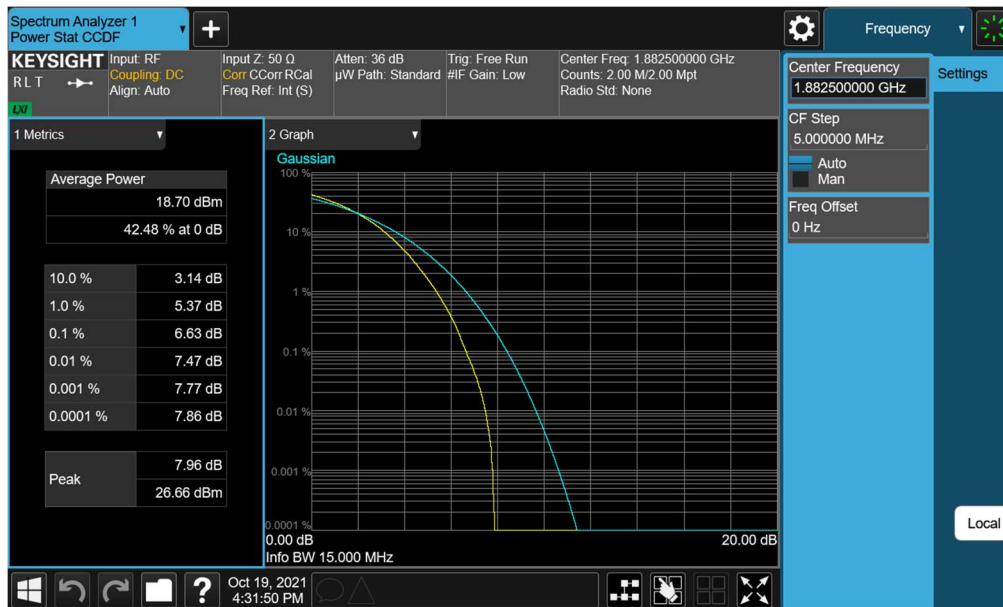 Spectrum Analyzer 1
Power Stat CCDF
Frequency
KEYSIGHT
RLT
LXI
Input: RF
Coupling: DC
Align: Auto
Input Z: 50 Ω
Corr CCorr RCal
Freq Ref: Int (S)
Atten: 36 dB
µW Path: Standard
Trig: Free Run
#IF Gain: Low
Center Freq: 1.882500000 GHz
Counts: 2.00 M/2.00 Mpt
Radio Std: None
Center Frequency
1.882500000 GHz
Settings
CF Step
5.000000 MHz
Auto
Man
Freq Offset
0 Hz
Local
1 Metrics
Average Power
18.70 dBm
42.48 % at 0 dB
10.0 % 3.14 dB
1.0 % 5.37 dB
0.1 % 6.63 dB
0.01 % 7.47 dB
0.001 % 7.77 dB
0.0001 % 7.86 dB
Peak
7.96 dB
26.66 dBm
2 Graph
Gaussian
100 %
10 %
1 %
0.1 %
0.01 %
0.001 %
0.0001 %
0.00 dB 20.00 dB
Info BW 15.000 MHz
?
Oct 19, 2021
4:31:50 PM